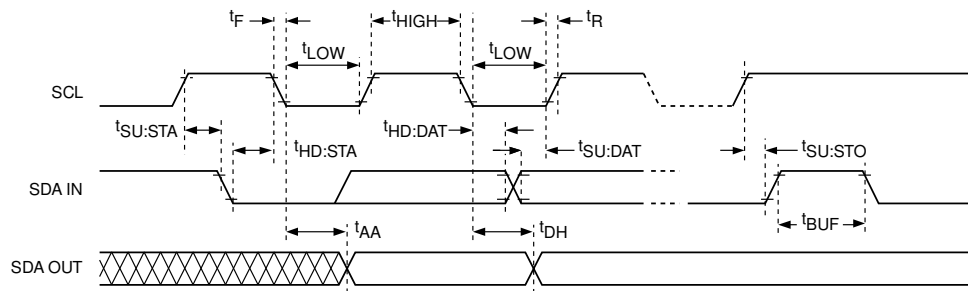 tF
tHIGH
tR
tLOW
tLOW
SCL
tSU:STA
tHD:STA
tHD:DAT
tSU:DAT
tSU:STO
SDA IN
tAA
tDH
tBUF
SDA OUT